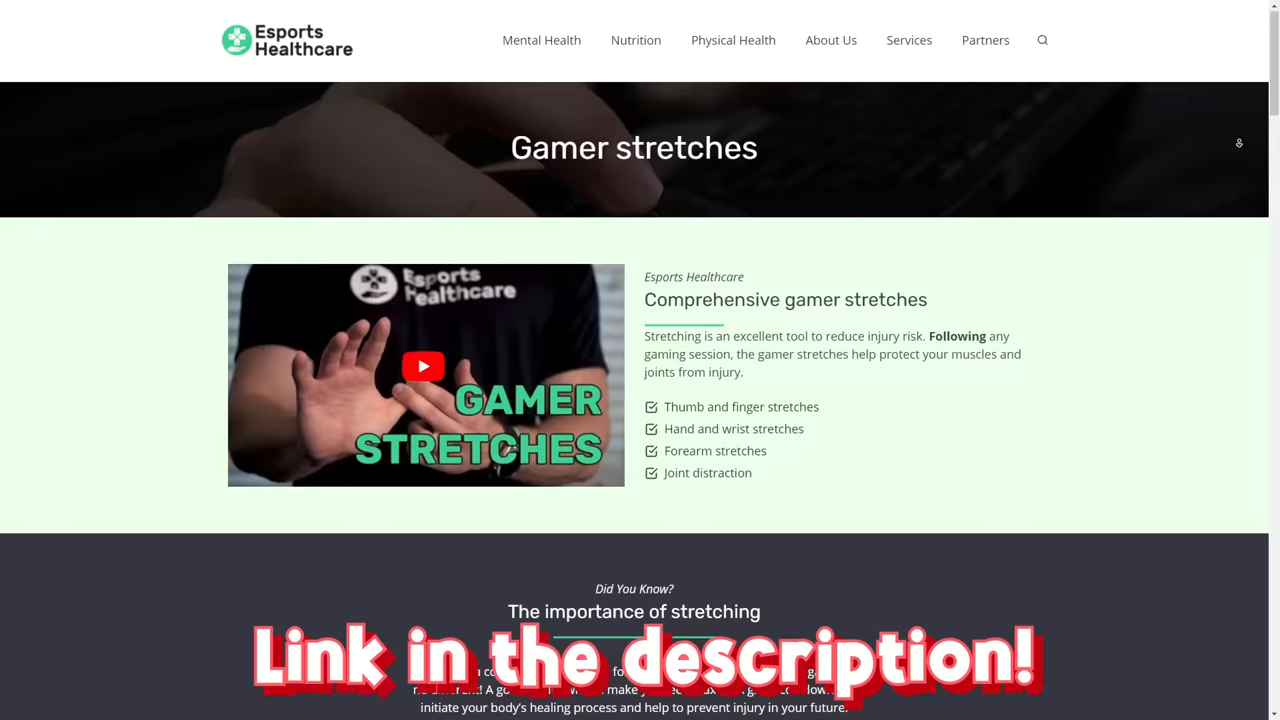 Esports
Healthcare
Mental Health
Nutrition
Physical Health
About Us
Services
Partners
Gamer stretches
Esports
Healthcare
GAMER
STRETCHES
Esports Healthcare
Comprehensive gamer stretches
Stretching is an excellent tool to reduce injury risk. Following any
gaming session, the gamer stretches help protect your muscles and
joints from injury.
Thumb and finger stretches
Hand and wrist stretches
Forearm stretches
Joint distraction
Did You Know?
The importance of stretching
Link in the description!
initiate your body's healing process and help to prevent injury in your future.